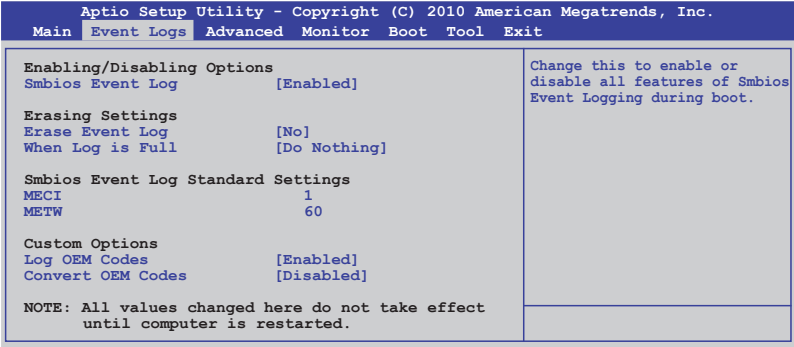 Aptio Setup Utility - Copyright (C) 2010 American Megatrends, Inc.
Main Event Logs Advanced Monitor Boot Tool Exit
Enabling/Disabling Options
Smbios Event Log [Enabled]
Erasing Settings
Erase Event Log [No]
When Log is Full [Do Nothing]
Smbios Event Log Standard Settings
MECI 1
METW 60
Custom Options
Log OEM Codes [Enabled]
Convert OEM Codes [Disabled]
NOTE: All values changed here do not take effect
until computer is restarted.
Change this to enable or
disable all features of Smbios
Event Logging during boot.